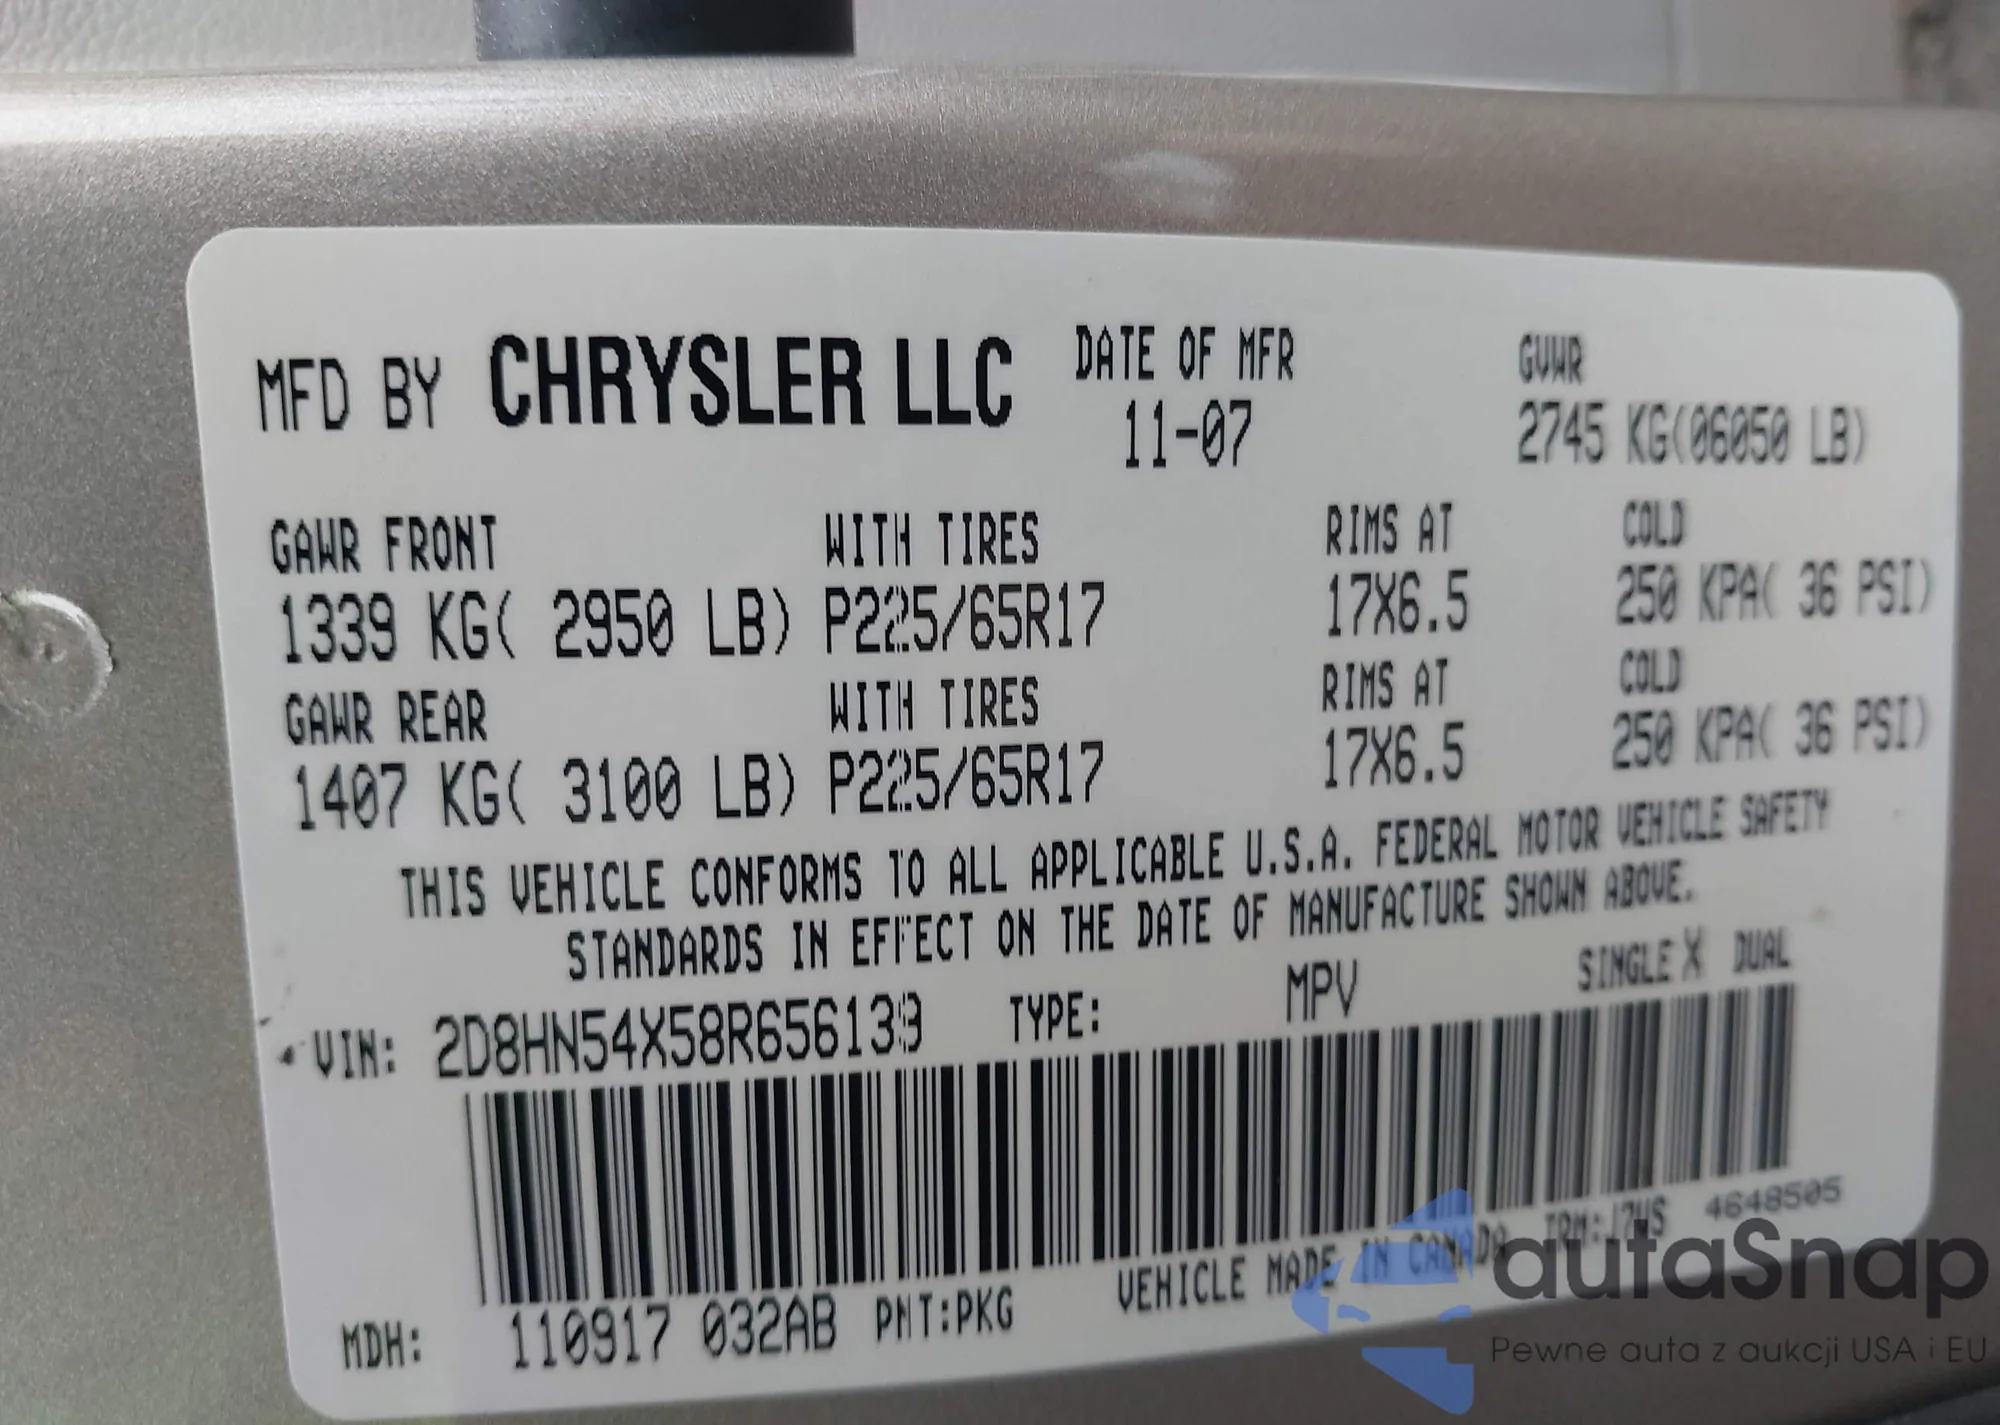 MFD BY CHRYSLER LLC DATE OF MFR GVWR
11-07 2745 KG(06050 LB)
GAWR FRONT WITH TIRES RIMS AT COLD
1339 KG( 2950 LB) P225/65R17 17X6.5 250 KPA( 36 PSI)
GAWR REAR WITH TIRES RIMS AT COLD
1407 KG( 3100 LB) P225/65R17 17X6.5 250 KPA( 36 PSI)
THIS VEHICLE CONFORMS TO ALL APPLICABLE U.S.A. FEDERAL MOTOR VEHICLE SAFETY
STANDARDS IN EFFECT ON THE DATE OF MANUFACTURE SHOWN ABOVE.
VIN: 2D8HN54X58R656139 TYPE: MPV SINGLE X DUAL
MDH: 110917 032AB PNT:PKG VEHICLE MADE IN CANADA TRM: 4648505
autaSnap
Pewne auta z aukcji USA i EU